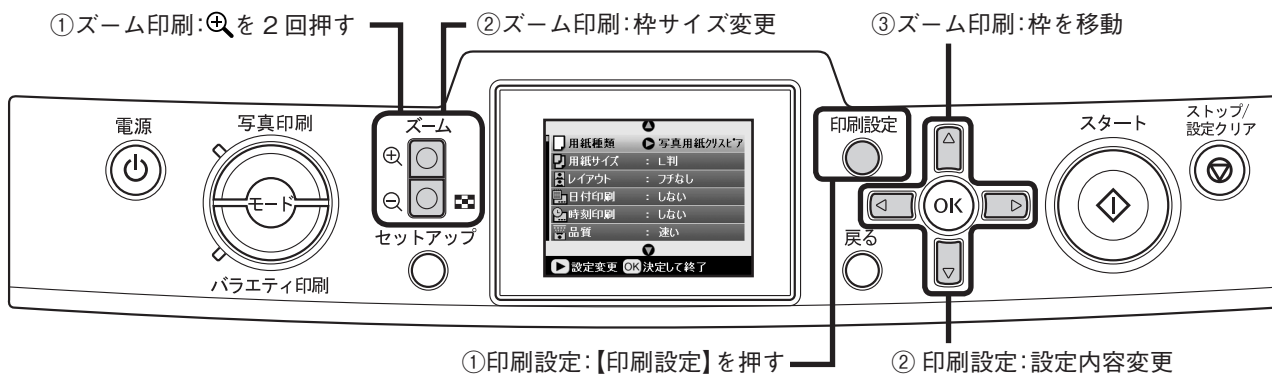 ①ズーム印刷:を2回押す
②ズーム印刷:枠サイズ変更
③ズーム印刷:枠を移動
電源
写真印刷
モード
バラエティ印刷
ズーム
セットアップ
用紙種類 写真用紙クリスピア
用紙サイズ : L判
レイアウト : フチなし
日付印刷 : しない
時刻印刷 : しない
品質 : 速い
設定変更 OK 決定して終了
印刷設定
OK
戻る
スタート
ストップ/
設定クリア
①印刷設定:【印刷設定】を押す
② 印刷設定:設定内容変更